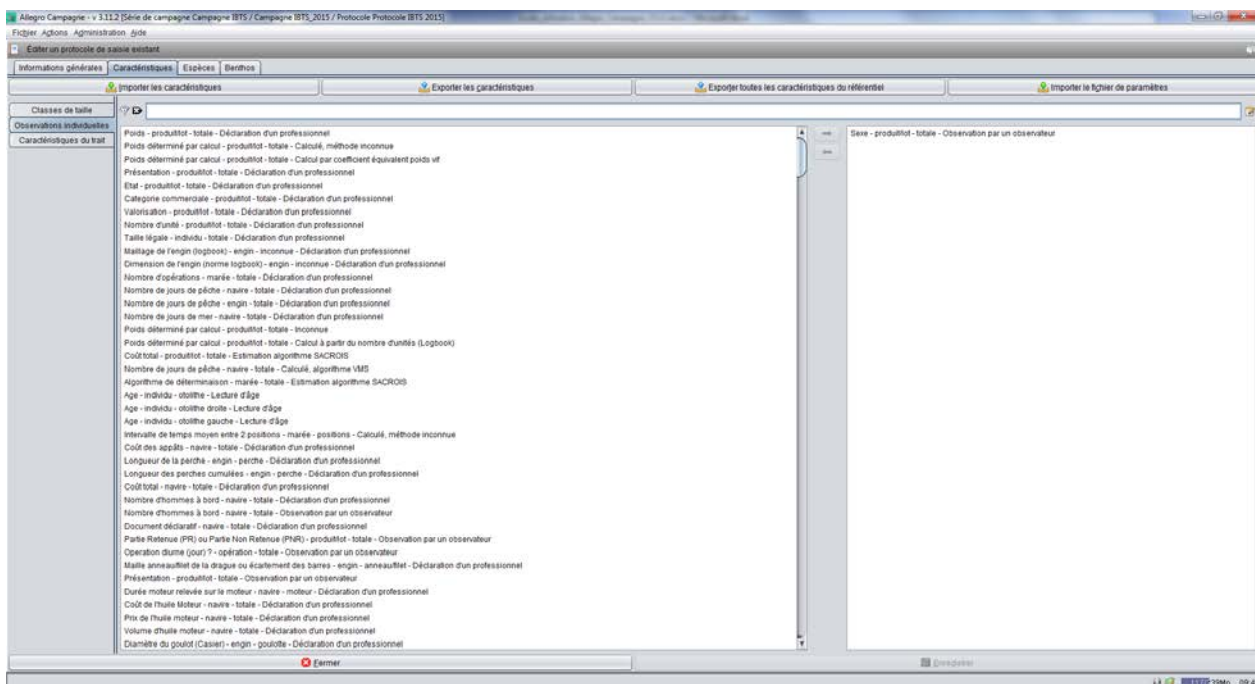 Allegro Campagne - v 3.11.2 [Série de campagne Campagne IBTS / Campagne IBTS_2015 / Protocole Protocole IBTS 2015]
Fichier Actions Administration Aide
Éditer un protocole de saisie existant
Informations générales Caractéristiques Espèces Benthos
Importer les caractéristiques Exporter les caractéristiques Exporter toutes les caractéristiques du référentiel Importer le fichier de paramètres
Classes de taille
Observations individuelles
Caractéristiques du trait
Poids - produit/lot - totale - Déclaration d'un professionnel
Poids déterminé par calcul - produit/lot - totale - Calculé, méthode inconnue
Poids déterminé par calcul - produit/lot - totale - Calcul par coefficient équivalent poids vif
Présentation - produit/lot - totale - Déclaration d'un professionnel
Etat - produit/lot - totale - Déclaration d'un professionnel
Categorie commerciale - produit/lot - totale - Déclaration d'un professionnel
Valorisation - produit/lot - totale - Déclaration d'un professionnel
Nombre d'unité - produit/lot - totale - Déclaration d'un professionnel
Taille légale - individu - totale - Déclaration d'un professionnel
Maillage de l'engin (logbook) - engin - inconnue - Déclaration d'un professionnel
Dimension de l'engin (norme logbook) - engin - inconnue - Déclaration d'un professionnel
Nombre d'opérations - marée - totale - Déclaration d'un professionnel
Nombre de jours de pêche - navire - totale - Déclaration d'un professionnel
Nombre de jours de pêche - engin - totale - Déclaration d'un professionnel
Nombre de jours de mer - navire - totale - Déclaration d'un professionnel
Poids déterminé par calcul - produit/lot - totale - Inconnue
Poids déterminé par calcul - produit/lot - totale - Calcul à partir du nombre d'unités (Logbook)
Coût total - produit/lot - totale - Estimation algorithme SACROIS
Nombre de jours de pêche - navire - totale - Calculé, algorithme VMS
Algorithme de déterminaison - marée - totale - Estimation algorithme SACROIS
Age - individu - otolithe - Lecture d'âge
Age - individu - otolithe droite - Lecture d'âge
Age - individu - otolithe gauche - Lecture d'âge
Intervalle de temps moyen entre 2 positions - marée - positions - Calculé, méthode inconnue
Coût des appâts - navire - totale - Déclaration d'un professionnel
Longueur de la perche - engin - perche - Déclaration d'un professionnel
Longueur des perches cumulées - engin - perche - Déclaration d'un professionnel
Coût total - navire - totale - Déclaration d'un professionnel
Nombre d'hommes à bord - navire - totale - Déclaration d'un professionnel
Nombre d'hommes à bord - navire - totale - Observation par un observateur
Document déclaratif - navire - totale - Déclaration d'un professionnel
Partie Retenue (PR) ou Partie Non Retenue (PNR) - produit/lot - totale - Observation par un observateur
Operation diurne (jour) ? - opération - totale - Observation par un observateur
Maille anneau/filet de la drague ou écartement des barres - engin - anneau/filet - Déclaration d'un professionnel
Présentation - produit/lot - totale - Observation par un observateur
Durée moteur relevée sur le moteur - navire - moteur - Déclaration d'un professionnel
Coût de l'huile Moteur - navire - totale - Déclaration d'un professionnel
Prix de l'huile moteur - navire - totale - Déclaration d'un professionnel
Volume d'huile moteur - navire - totale - Déclaration d'un professionnel
Diamètre du goulot (Casier) - engin - goulotte - Déclaration d'un professionnel
Sexe - produit/lot - totale - Observation par un observateur
Fermer Enregistrer